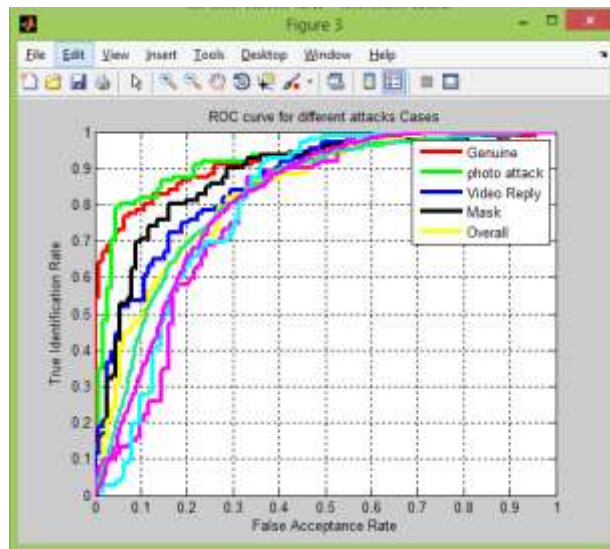 Figure 3
File Edit View Insert Tools Desktop Window Help
ROC curve for different attacks Cases
True Identification Rate
1
0.9
0.8
0.7
0.6
0.5
0.4
0.3
0.2
0.1
0
Genuine
photo attack
Video Reply
Mask
Overall
0 0.1 0.2 0.3 0.4 0.5 0.6 0.7 0.8 0.9 1
False Acceptance Rate